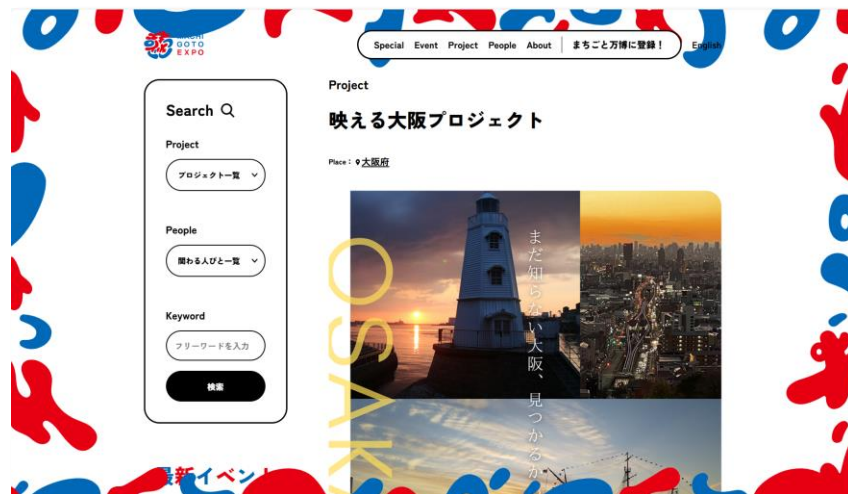 MACHI
GOTO
EXPO
Special Event Project People About まちごと万博に登録！ English
Search
Project
プロジェクト一覧
People
関わる人びと一覧
Keyword
フリーワードを入力
検索
最新イベント
Project
映える大阪プロジェクト
Place： 大阪府
OSAKA
まだ知らない大阪、見つかるか